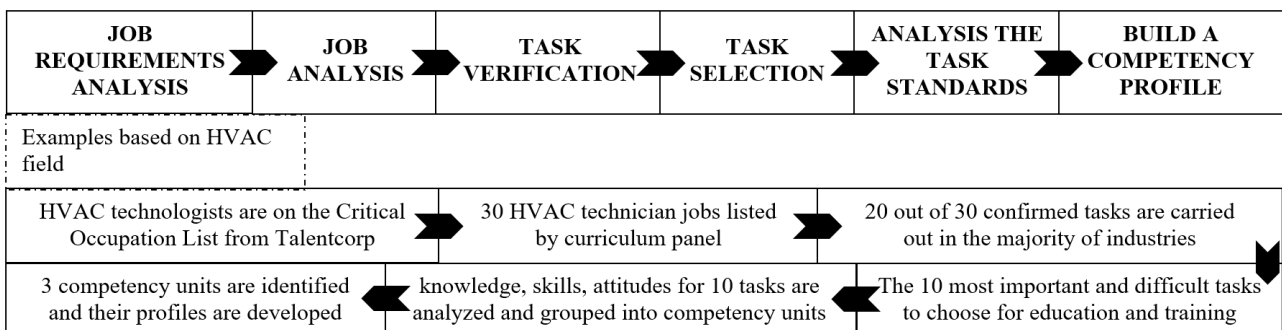 JOB
REQUIREMENTS
ANALYSIS
JOB
ANALYSIS
TASK
VERIFICATION
TASK
SELECTION
ANALYSIS THE
TASK
STANDARDS
BUILD A
COMPETENCY
PROFILE
Examples based on HVAC
field
HVAC technologists are on the Critical
Occupation List from Talentcorp
30 HVAC technician jobs listed
by curriculum panel
20 out of 30 confirmed tasks are carried
out in the majority of industries
The 10 most important and difficult tasks
to choose for education and training
knowledge, skills, attitudes for 10 tasks are
analyzed and grouped into competency units
3 competency units are identified
and their profiles are developed